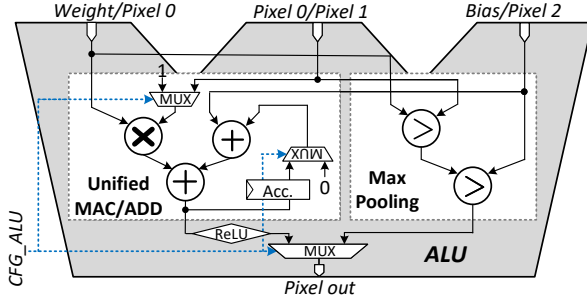 Weight/Pixel 0
Pixel 0/Pixel 1
Bias/Pixel 2
1
MUX
MUX
0
Acc.
Unified
MAC/ADD
Max
Pooling
ReLU
MUX
ALU
CFG_ALU
Pixel out